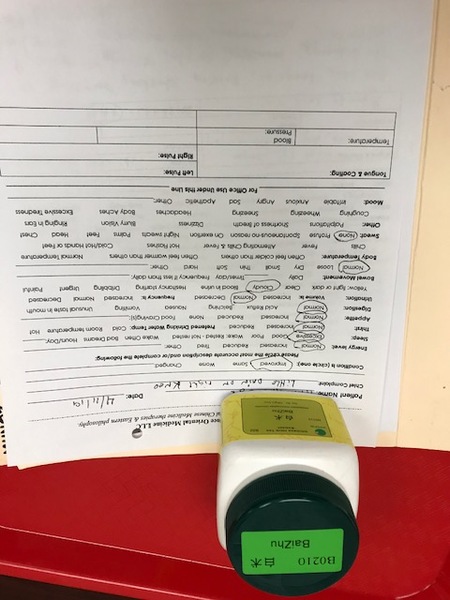 Oriental Medicine LLC
Chinese Medicine therapies & Eastern philosophy
Patient Name Date: 4/1/19
Chief Complaint: Little pain on right knee
Condition (circle one): Improved Same Worse Changed
Please circle the most accurate description and/or complete the following:
Energy level: Normal Increased Reduced Tired Other:
Sleep: Excessive Good Poor Wakes Rested-Not rested Wake Often Bad Dreams Hours/Day:
Thirst: Normal Increased Reduced Preferred Drinking Water Temp: Cold Room temperature Hot
Appetite: Normal Increased Reduced None Food Craving/s:
Digestion: Normal Acid Reflux Belching Nausea Vomiting Unusual taste in mouth
Urination: Volume is: Increased Normal Decreased Frequency is: Increased Normal Decreased
Yellow: light or dark Clear Cloudy Blood in urine Hesitancy starting Dribbling Urgent Painful
Bowel Movement: Daily Times/day Frequency if less than daily:
Normal Loose Dry Small Thin Soft Hard Other:
Body Temperature: Often Feel colder than others Often feel warmer than others Normal Temperature
Chills Fever Alternating Chills & Fever Hot flashes Cold/Hot hands or feet
Sweat: None Profuse Spontaneous/no reason On exertion Night sweats Palms Feet Head Chest
Other: Palpitations Shortness of breath Dizziness Blurry Vision Ringing in Ear
Coughing Wheezing Sneezing Headaches Body Aches Excessive Tiredness
Mood: Irritable Anxious Angry Sad Apathetic Other:
For Office Use Under this Line
Tongue & Coating: Left Pulse:
Right Pulse:
Temperature: Blood Pressure:
白术
BaiZhu
B0210 白术
BaiZhu